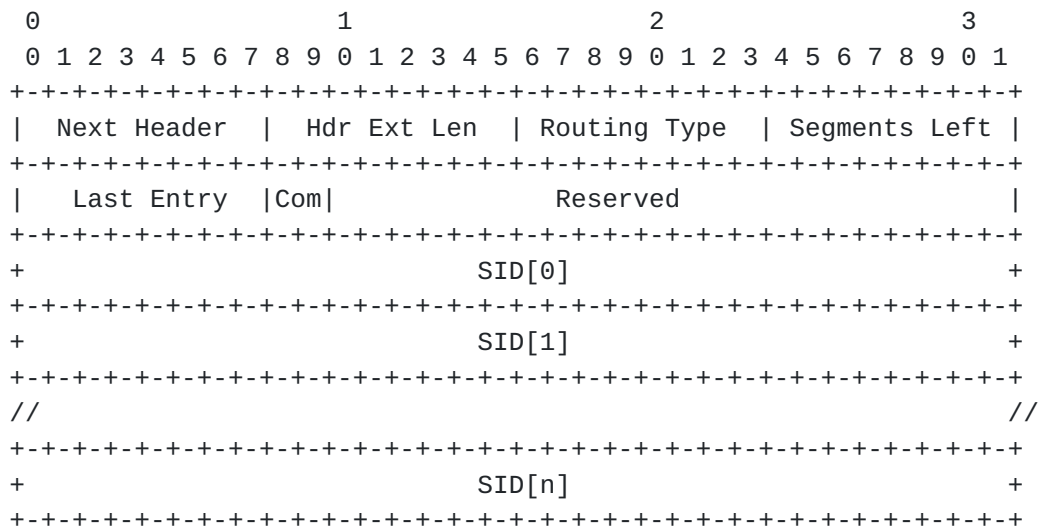 0                   1                   2                   3
 0 1 2 3 4 5 6 7 8 9 0 1 2 3 4 5 6 7 8 9 0 1 2 3 4 5 6 7 8 9 0 1
+-+-+-+-+-+-+-+-+-+-+-+-+-+-+-+-+-+-+-+-+-+-+-+-+-+-+-+-+-+-+-+-+
|  Next Header  |  Hdr Ext Len  | Routing Type  | Segments Left |
+-+-+-+-+-+-+-+-+-+-+-+-+-+-+-+-+-+-+-+-+-+-+-+-+-+-+-+-+-+-+-+-+
|   Last Entry  |Com|              Reserved                     |
+-+-+-+-+-+-+-+-+-+-+-+-+-+-+-+-+-+-+-+-+-+-+-+-+-+-+-+-+-+-+-+-+
+                             SID[0]                            +
+-+-+-+-+-+-+-+-+-+-+-+-+-+-+-+-+-+-+-+-+-+-+-+-+-+-+-+-+-+-+-+-+
+                             SID[1]                            +
+-+-+-+-+-+-+-+-+-+-+-+-+-+-+-+-+-+-+-+-+-+-+-+-+-+-+-+-+-+-+-+-+
//                                                              //
+-+-+-+-+-+-+-+-+-+-+-+-+-+-+-+-+-+-+-+-+-+-+-+-+-+-+-+-+-+-+-+-+
+                             SID[n]                            +
+-+-+-+-+-+-+-+-+-+-+-+-+-+-+-+-+-+-+-+-+-+-+-+-+-+-+-+-+-+-+-+-+